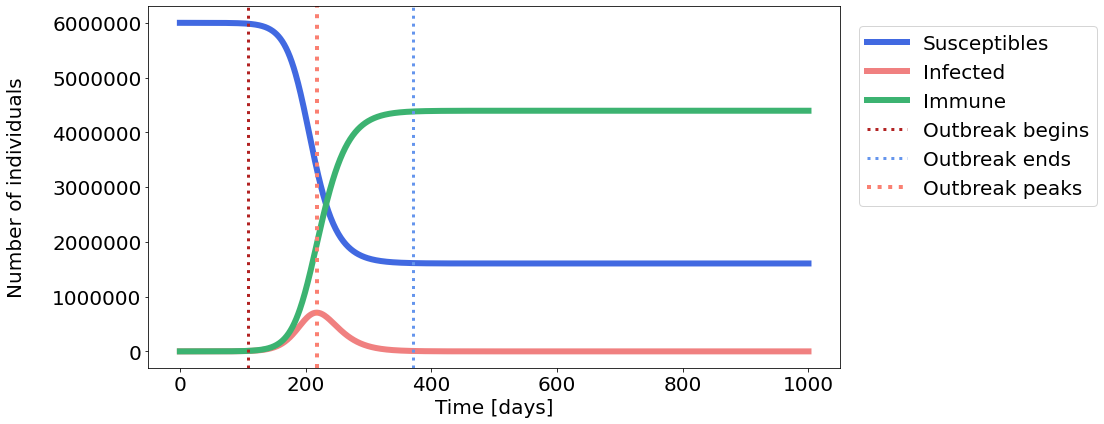 Number of individuals
6000000
5000000
4000000
3000000
2000000
1000000
0
0 200 400 600 800 1000
Time [days]
Susceptibles
Infected
Immune
Outbreak begins
Outbreak ends
Outbreak peaks